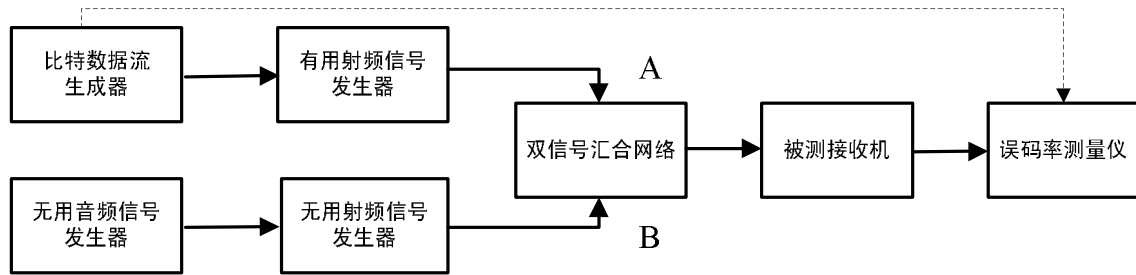 比特数据流
生成器
有用射频信号
发生器
A
双信号汇合网络
被测接收机
误码率测量仪
无用音频信号
发生器
无用射频信号
发生器
B